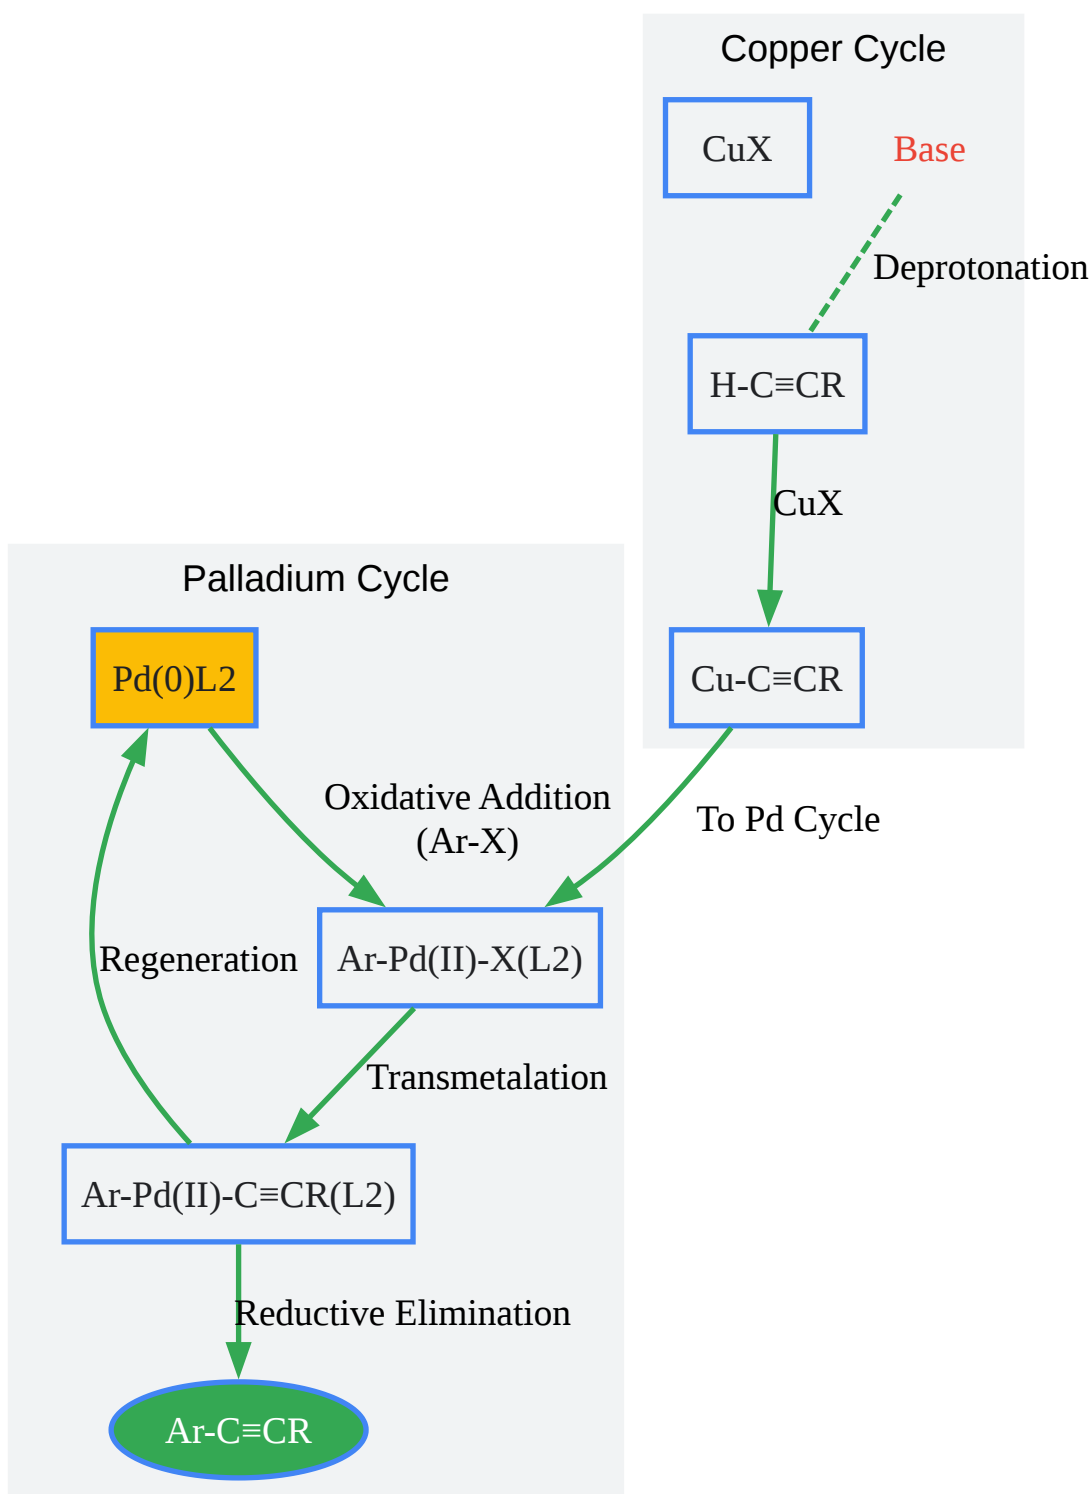 Copper Cycle
CuX
Base
Deprotonation
H-C≡CR
CuX
Palladium Cycle
Pd(0)L2
Cu-C≡CR
Oxidative Addition
(Ar-X)
To Pd Cycle
Regeneration
Ar-Pd(II)-X(L2)
Transmetalation
Ar-Pd(II)-C≡CR(L2)
Reductive Elimination
Ar-C≡CR